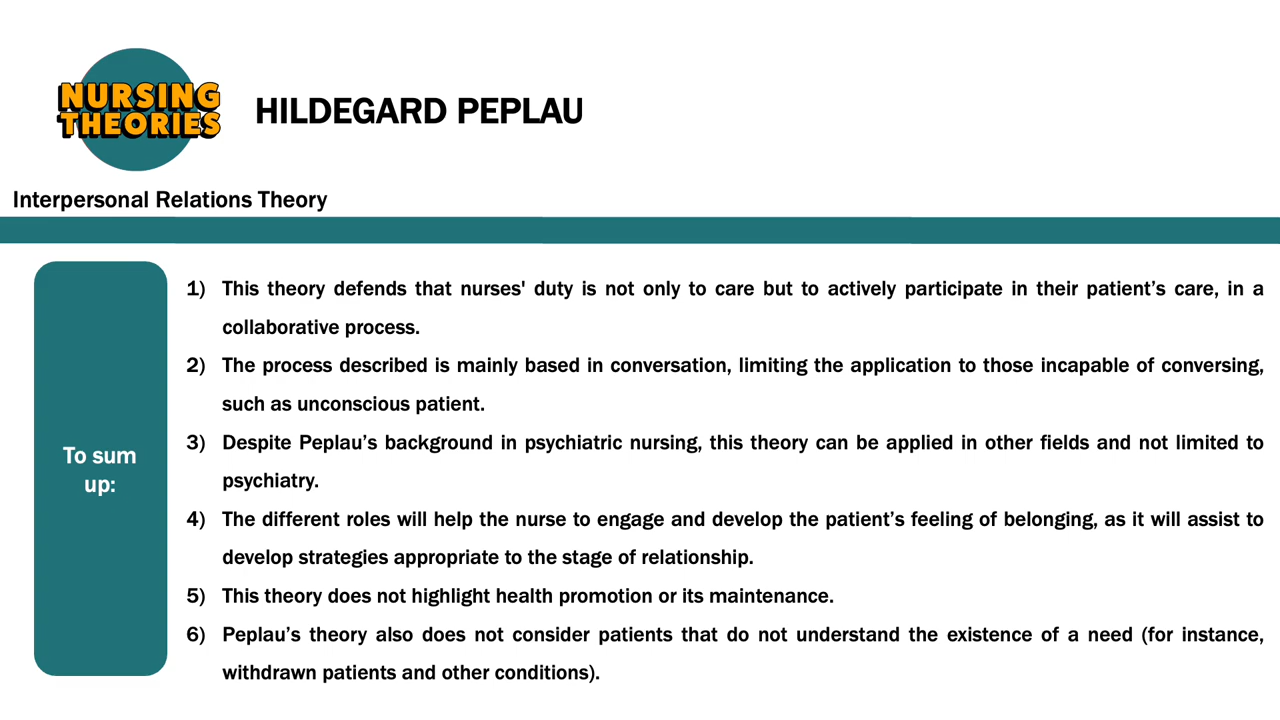 NURSING
THEORIES
HILDEGARD PEPLAU
Interpersonal Relations Theory
To sum
up:
1) This theory defends that nurses' duty is not only to care but to actively participate in their patient’s care, in a
collaborative process.
2) The process described is mainly based in conversation, limiting the application to those incapable of conversing,
such as unconscious patient.
3) Despite Peplau’s background in psychiatric nursing, this theory can be applied in other fields and not limited to
psychiatry.
4) The different roles will help the nurse to engage and develop the patient’s feeling of belonging, as it will assist to
develop strategies appropriate to the stage of relationship.
5) This theory does not highlight health promotion or its maintenance.
6) Peplau’s theory also does not consider patients that do not understand the existence of a need (for instance,
withdrawn patients and other conditions).